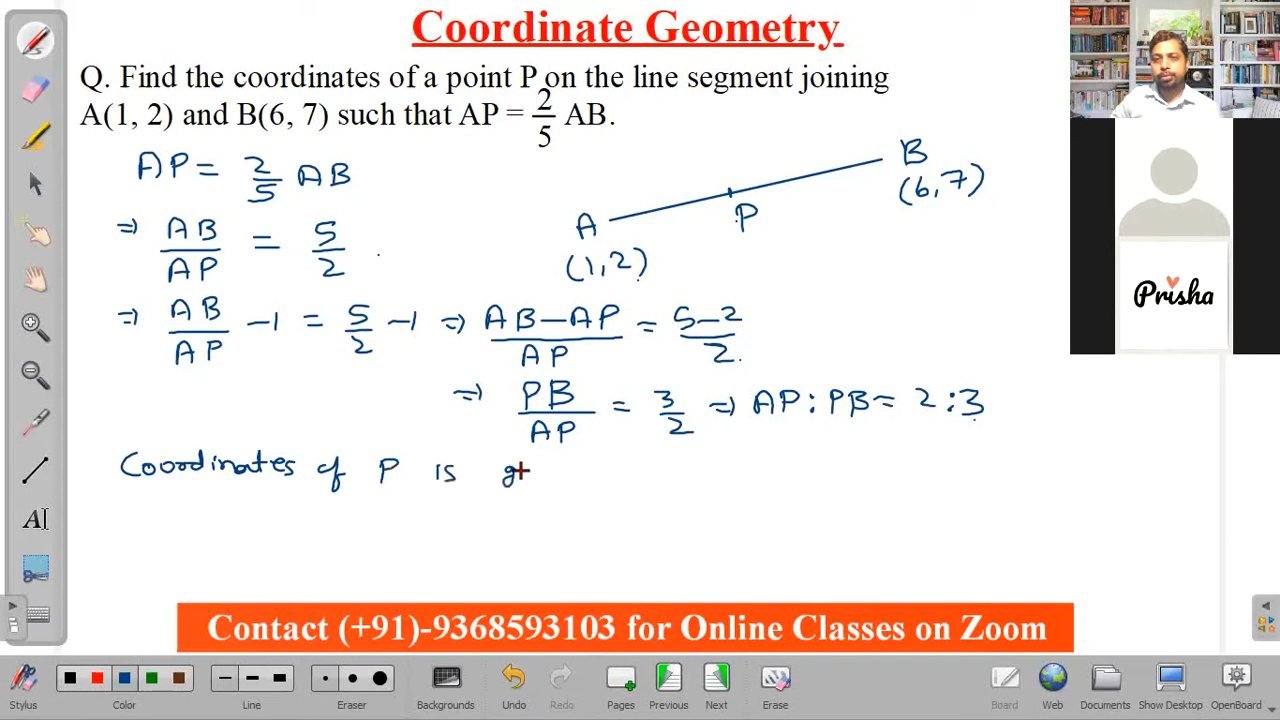 Coordinate Geometry
Q. Find the coordinates of a point P on the line segment joining
A(1, 2) and B(6, 7) such that AP = 2/5 AB.
AP = 2/5 AB
⇒ AB/AP = 5/2
⇒ AB/AP − 1 = 5/2 − 1 ⇒ AB − AP/AP = 5 − 2/2
⇒ PB/AP = 3/2 ⇒ AP : PB = 2 : 3
Coordinates of P is g
A
(1, 2)
P
B
(6, 7)
Prisha
Contact (+91)-9368593103 for Online Classes on Zoom
Stylus
Color
Line
Eraser
Backgrounds
Undo
Redo
Pages
Previous
Next
Erase
Board
Web
Documents
Show Desktop
OpenBoard
AI